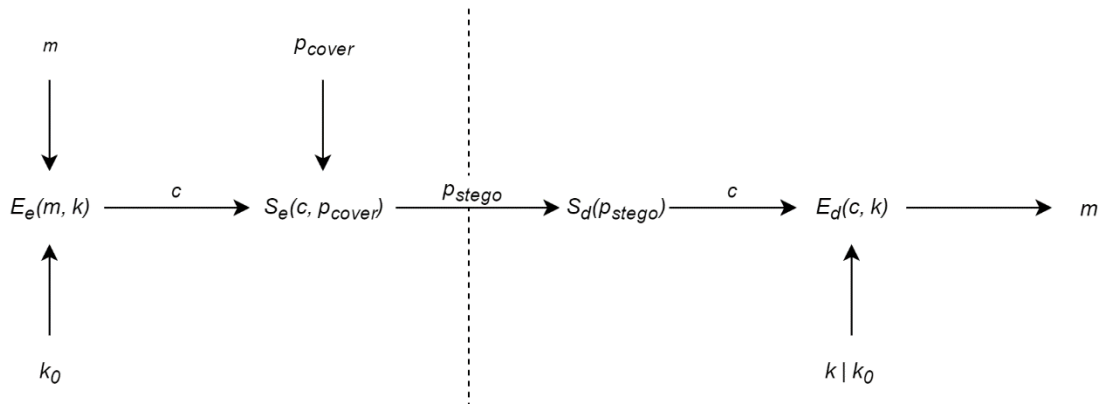 m
p_cover
c
p_stego
c
E_e(m, k)
S_e(c, p_cover)
S_d(p_stego)
E_d(c, k)
m
k_0
k | k_0